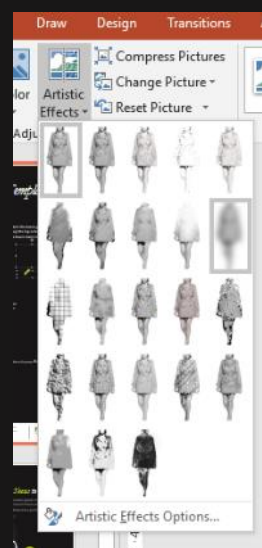 Draw Design Transitions
Compress Pictures
Change Picture
Artistic Effects
Reset Picture
Artistic Effects Options...